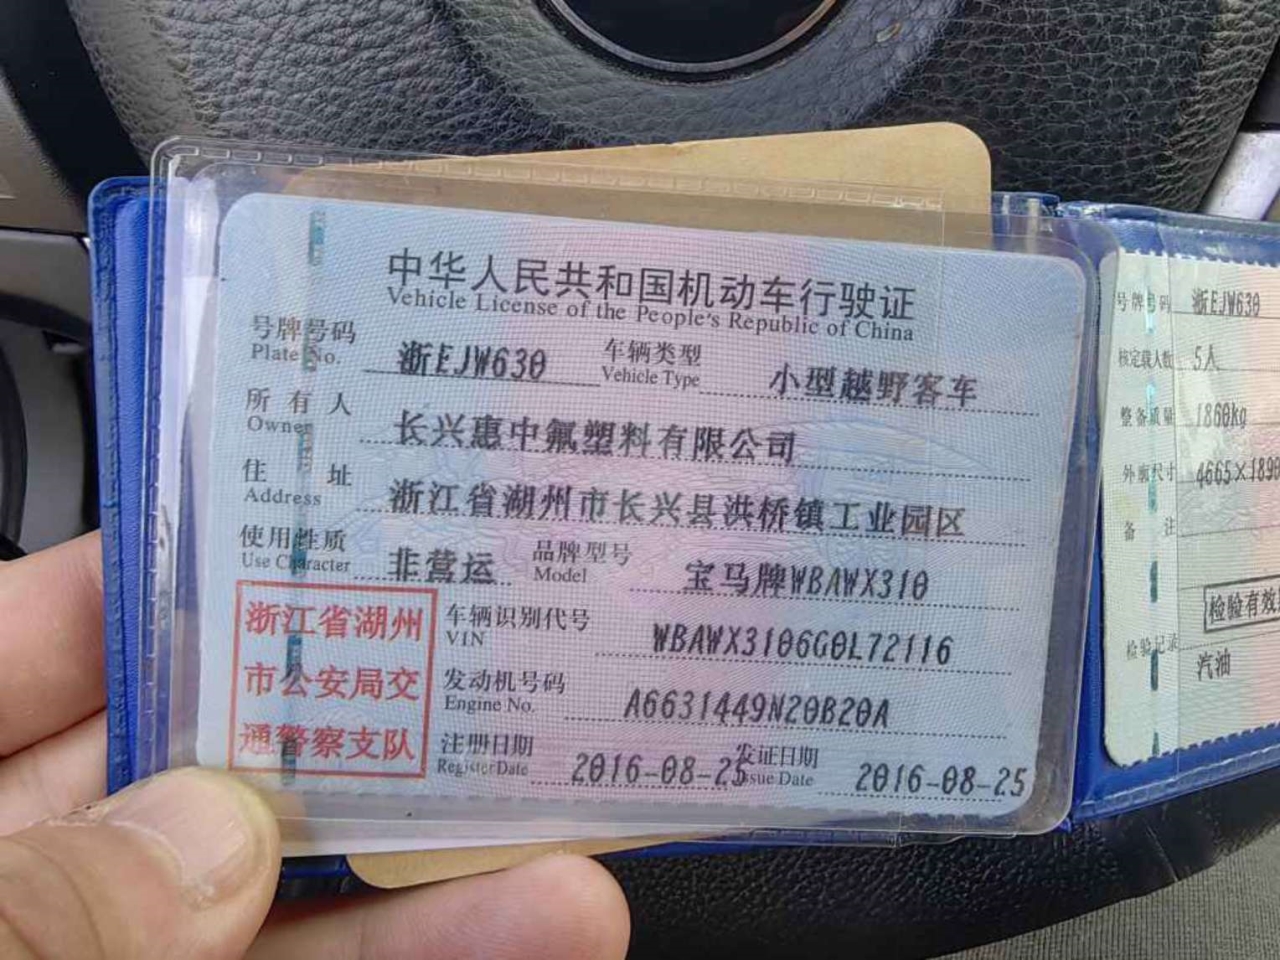 中华人民共和国机动车行驶证
Vehicle License of the People's Republic of China
号牌号码 浙EJW630 车辆类型 小型越野客车
Plate No. Vehicle Type
所有人 长兴惠中氟塑料有限公司
Owner
住址 浙江省湖州市长兴县洪桥镇工业园区
Address
使用性质 非营运 品牌型号 宝马牌WBAWX310
Use Character Model
浙江省湖州
市公安局交
通警察支队
车辆识别代号 WBAWX3106G0L72116
VIN
发动机号码 A6631449N20B20A
Engine No.
注册日期 2016-08-25 发证日期 2016-08-25
Register Date Issue Date
号牌号码 浙EJW630
核定载人数 5人
整备质量 1860kg
外廓尺寸 4665×189
备注
检验有效
检验记录
汽油